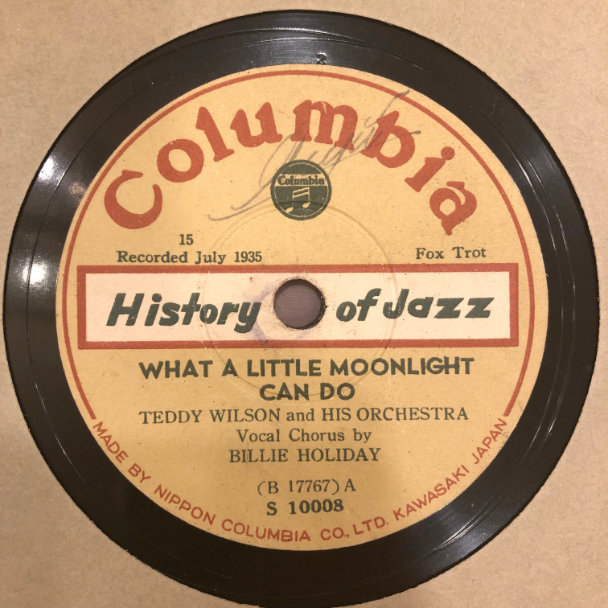 Columbia
Columbia
15
Recorded July 1935
Fox Trot
History of Jazz
WHAT A LITTLE MOONLIGHT
CAN DO
TEDDY WILSON and HIS ORCHESTRA
Vocal Chorus by
BILLIE HOLIDAY
(B 17767) A
S 10008
MADE BY NIPPON COLUMBIA CO., LTD. KAWASAKI JAPAN